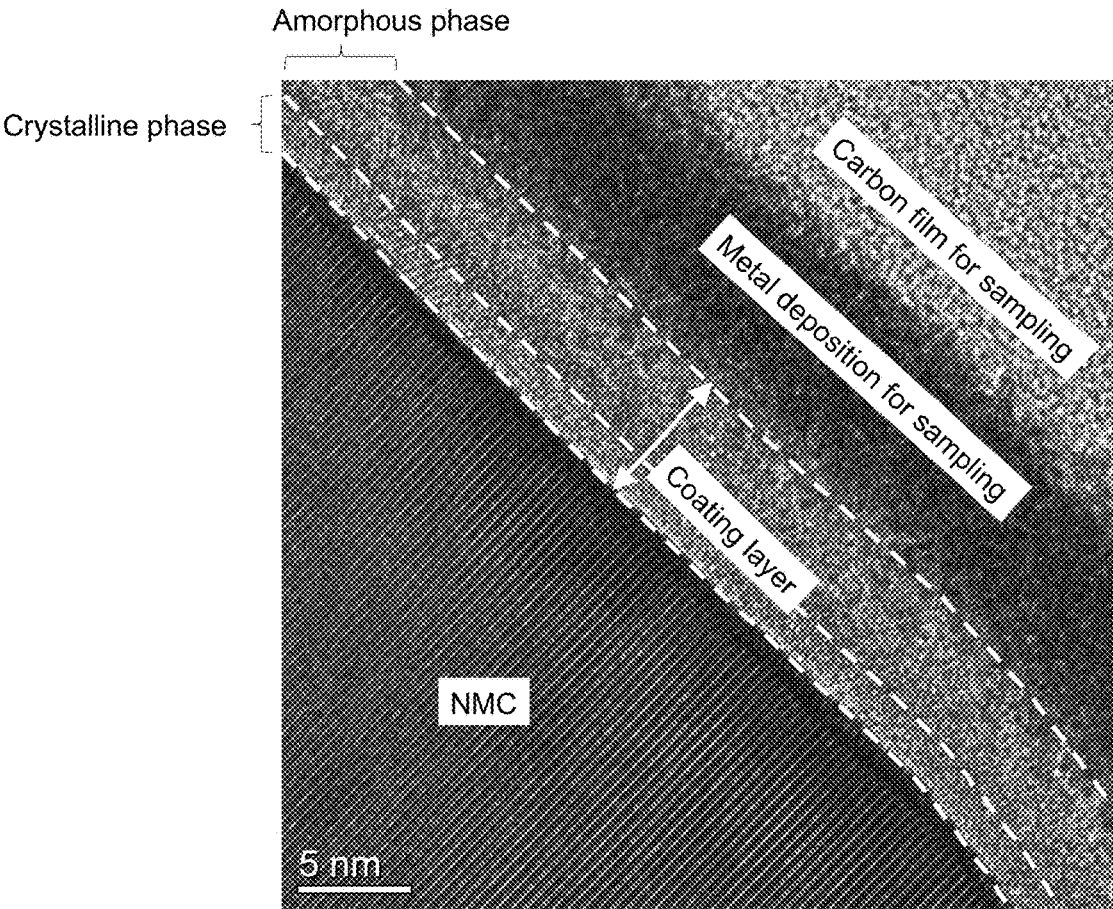 Amorphous phase
Crystalline phase
Carbon film for sampling
Metal deposition for sampling
Coating layer
NMC
5 nm